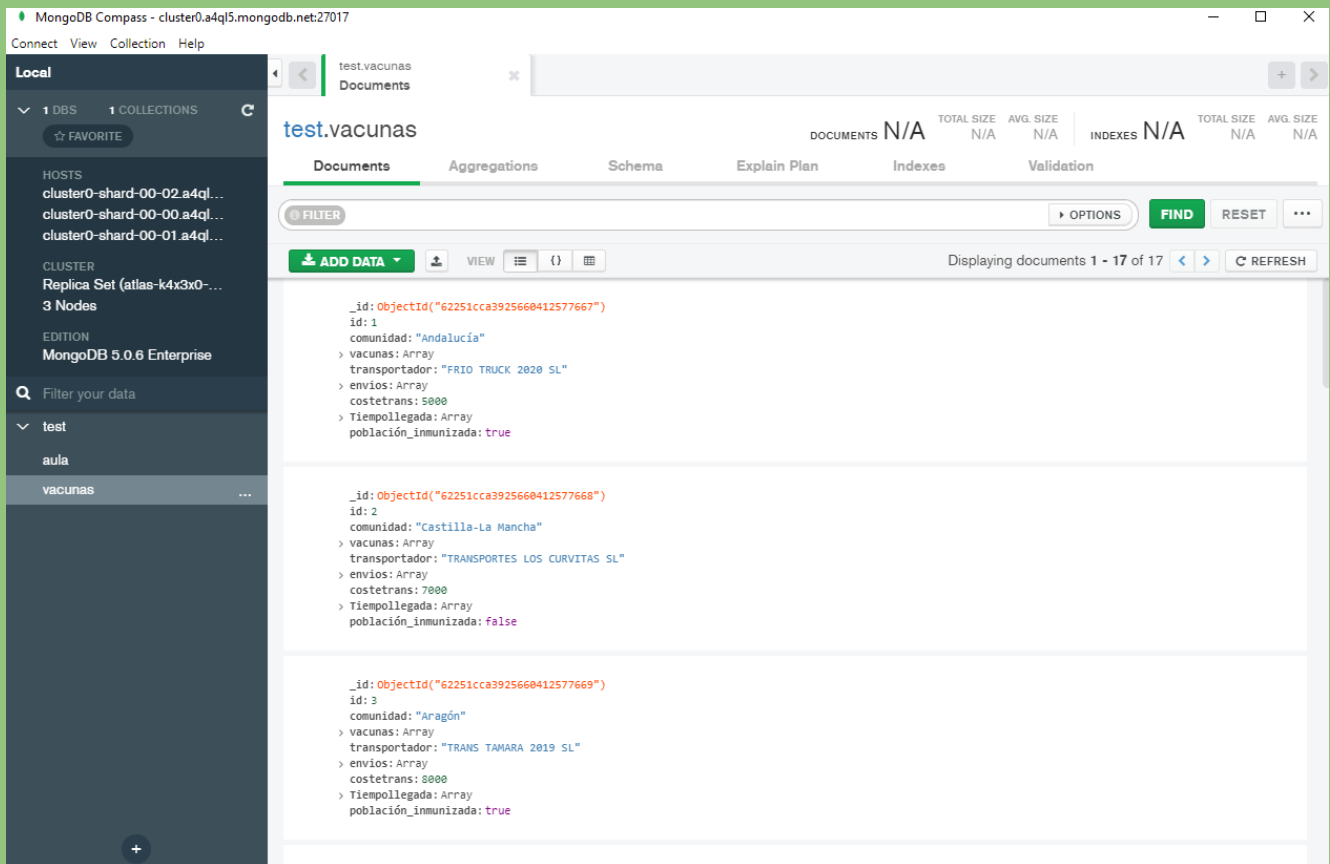 MongoDB Compass - cluster0.a4ql5.mongodb.net:27017
Connect View Collection Help
Local
1 DBS 1 COLLECTIONS
FAVORITE
HOSTS
cluster0-shard-00-02.a4ql...
cluster0-shard-00-00.a4ql...
cluster0-shard-00-01.a4ql...
CLUSTER
Replica Set (atlas-k4x3x0-...
3 Nodes
EDITION
MongoDB 5.0.6 Enterprise
Filter your data
test
aula
vacunas ...
test.vacunas
Documents
test.vacunas
DOCUMENTS N/A TOTAL SIZE N/A AVG. SIZE N/A INDEXES N/A TOTAL SIZE N/A AVG. SIZE N/A
Documents Aggregations Schema Explain Plan Indexes Validation
FILTER OPTIONS FIND RESET ...
ADD DATA VIEW {} Displaying documents 1 - 17 of 17 < > REFRESH
_id: ObjectId("62251cca3925660412577667")
id: 1
comunidad: "Andalucía"
> vacunas: Array
transportador: "FRIO TRUCK 2020 SL"
> envios: Array
costetrans: 5000
> Tiempollegada: Array
población_inmunizada: true
_id: ObjectId("62251cca3925660412577668")
id: 2
comunidad: "Castilla-La Mancha"
> vacunas: Array
transportador: "TRANSPORTES LOS CURVITAS SL"
> envios: Array
costetrans: 7000
> Tiempollegada: Array
población_inmunizada: false
_id: ObjectId("62251cca3925660412577669")
id: 3
comunidad: "Aragón"
> vacunas: Array
transportador: "TRANS TAMARA 2019 SL"
> envios: Array
costetrans: 8000
> Tiempollegada: Array
población_inmunizada: true